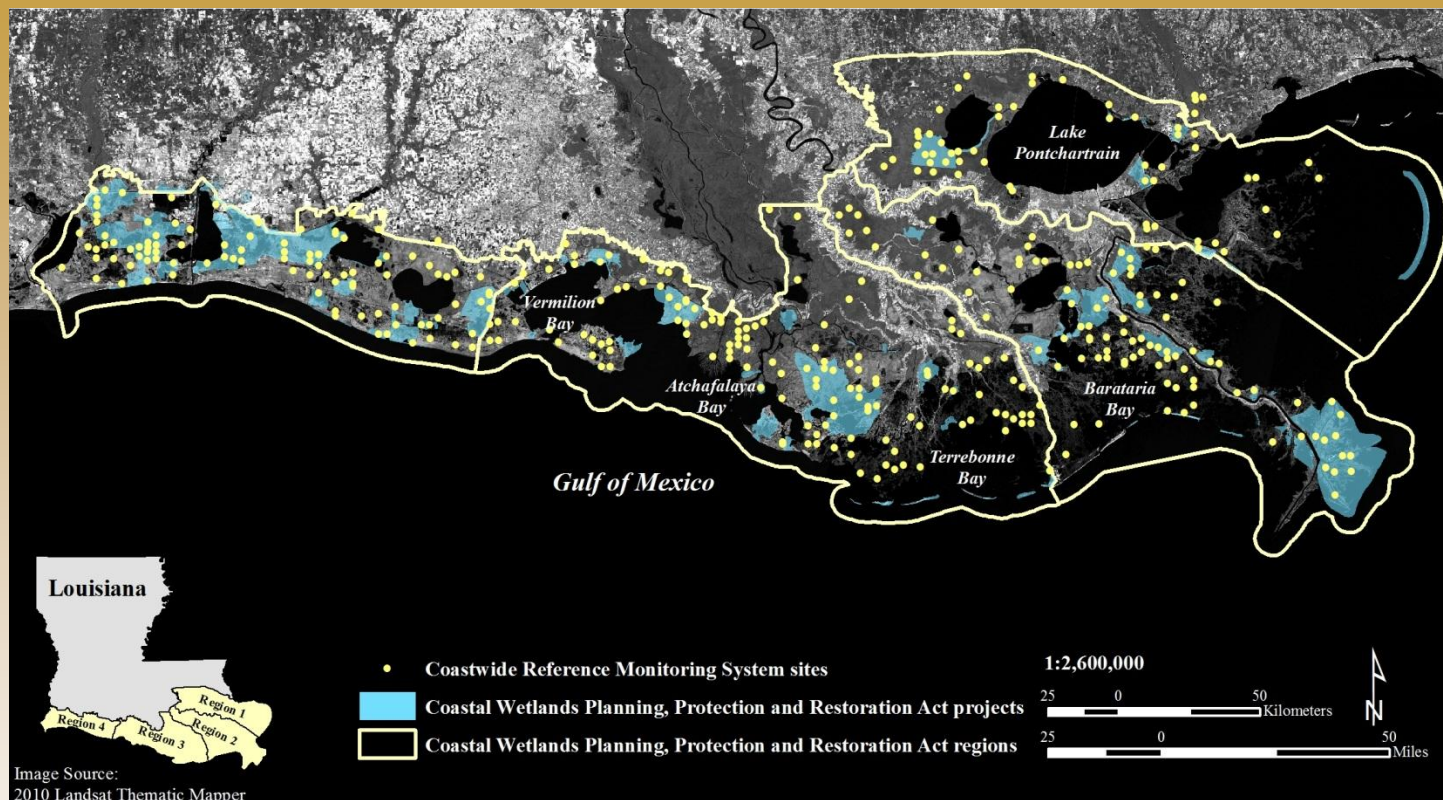 Lake
Pontchartrain
Vermilion
Bay
Atchafalaya
Bay
Barataria
Bay
Terrebonne
Bay
Gulf of Mexico
Louisiana
Region 1
Region 2
Region 3
Region 4
Coastwide Reference Monitoring System sites
Coastal Wetlands Planning, Protection and Restoration Act projects
Coastal Wetlands Planning, Protection and Restoration Act regions
1:2,600,000
25 0 50
Kilometers
25 0 50
Miles
N
Image Source:
2010 Landsat Thematic Mapper